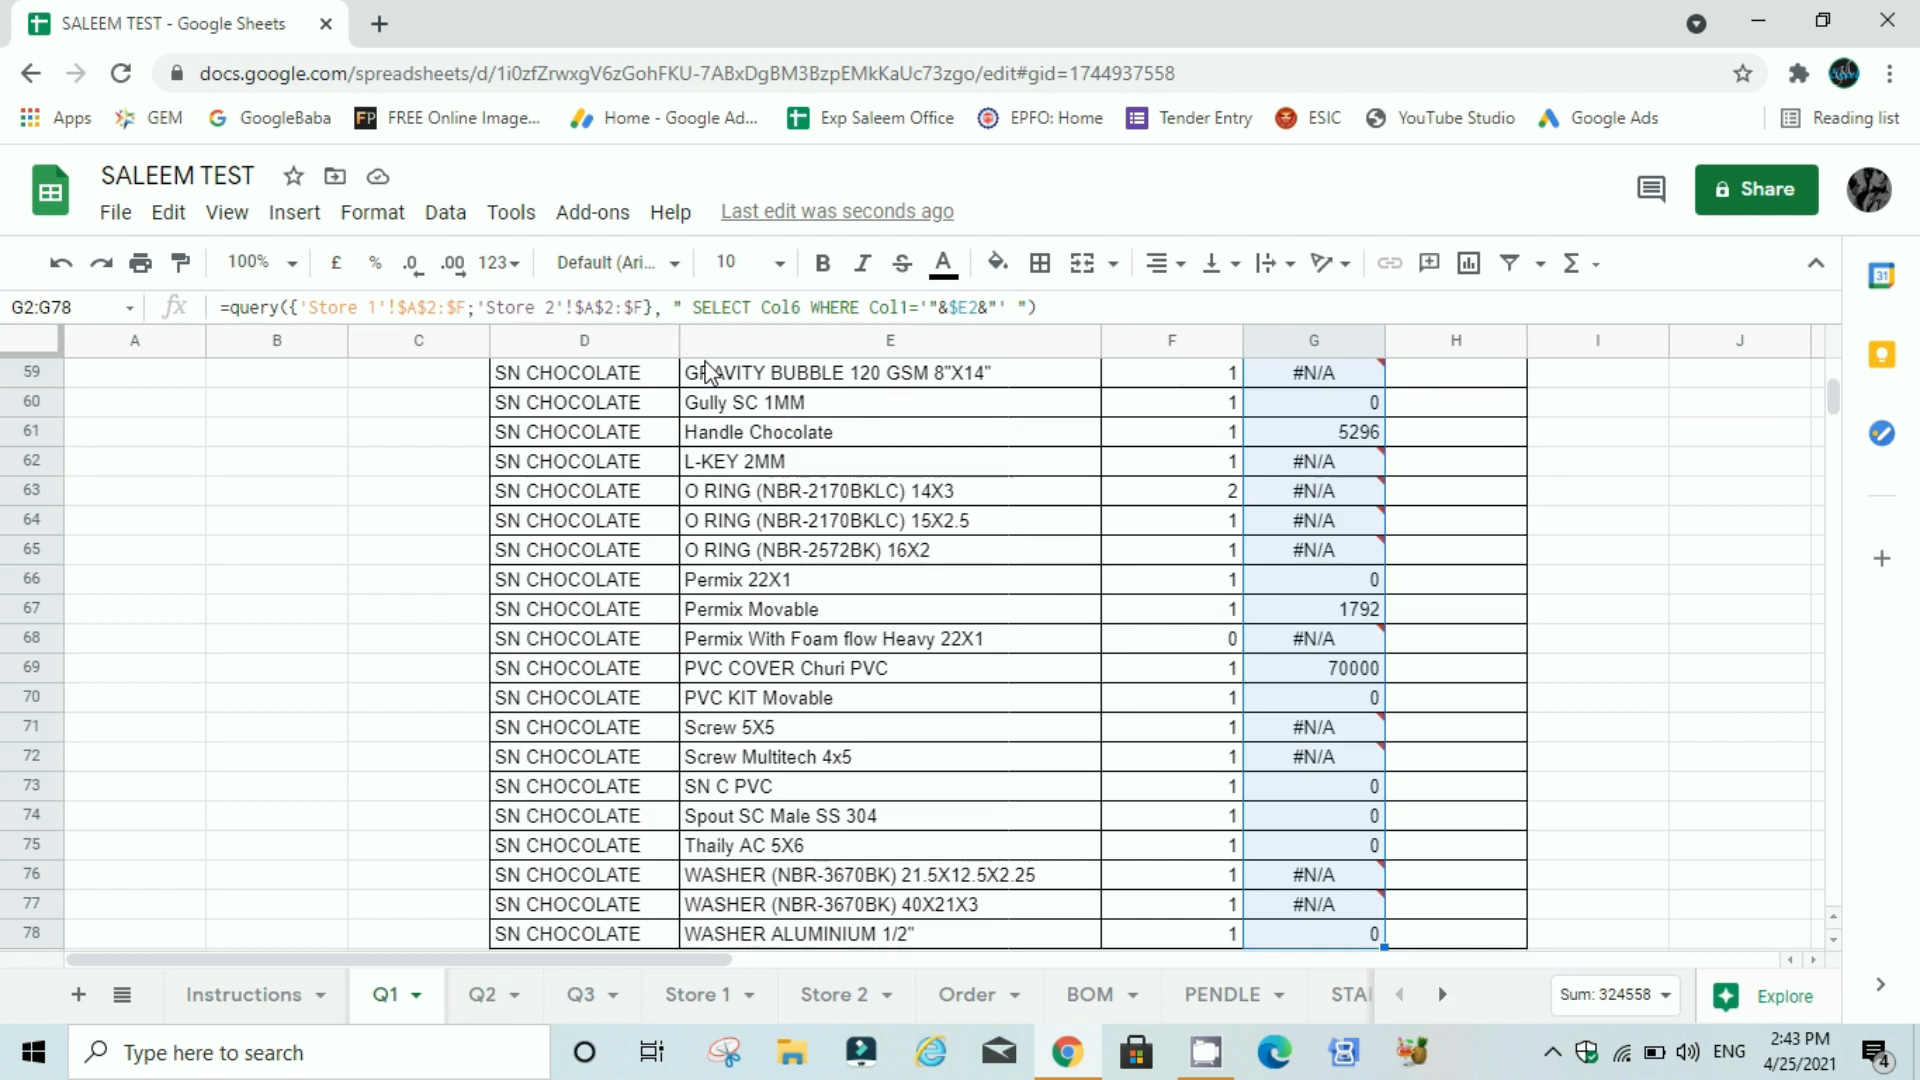 SALEEM TEST - Google Sheets
docs.google.com/spreadsheets/d/1i0zfZrwxgV6zGohFKU-7ABxDgBM3BzpEMkKaUc73zgo/edit#gid=1744937558
Apps GEM GoogleBaba FP FREE Online Image... Home - Google Ad... Exp Saleem Office EPFO: Home Tender Entry ESIC YouTube Studio Google Ads Reading list
SALEEM TEST
Share
File Edit View Insert Format Data Tools Add-ons Help Last edit was seconds ago
100% £ % .0 .00 123 Default (Ari... 10 B I S A Σ
31
G2:G78 fx =query({'Store 1'!$A$2:$F;'Store 2'!$A$2:$F}, " SELECT Col6 WHERE Col1='"&$E2&"' ")
A B C D E F G H I J
59 SN CHOCOLATE GRAVITY BUBBLE 120 GSM 8"X14" 1 #N/A
60 SN CHOCOLATE Gully SC 1MM 1 0
61 SN CHOCOLATE Handle Chocolate 1 5296
62 SN CHOCOLATE L-KEY 2MM 1 #N/A
63 SN CHOCOLATE O RING (NBR-2170BKLC) 14X3 2 #N/A
64 SN CHOCOLATE O RING (NBR-2170BKLC) 15X2.5 1 #N/A
65 SN CHOCOLATE O RING (NBR-2572BK) 16X2 1 #N/A
66 SN CHOCOLATE Permix 22X1 1 0
67 SN CHOCOLATE Permix Movable 1 1792
68 SN CHOCOLATE Permix With Foam flow Heavy 22X1 0 #N/A
69 SN CHOCOLATE PVC COVER Churi PVC 1 70000
70 SN CHOCOLATE PVC KIT Movable 1 0
71 SN CHOCOLATE Screw 5X5 1 #N/A
72 SN CHOCOLATE Screw Multitech 4x5 1 #N/A
73 SN CHOCOLATE SN C PVC 1 0
74 SN CHOCOLATE Spout SC Male SS 304 1 0
75 SN CHOCOLATE Thaily AC 5X6 1 0
76 SN CHOCOLATE WASHER (NBR-3670BK) 21.5X12.5X2.25 1 #N/A
77 SN CHOCOLATE WASHER (NBR-3670BK) 40X21X3 1 #N/A
78 SN CHOCOLATE WASHER ALUMINIUM 1/2" 1 0
Instructions Q1 Q2 Q3 Store 1 Store 2 Order BOM PENDLE STA Sum: 324558 Explore
Type here to search
ENG
2:43 PM
4/25/2021
4